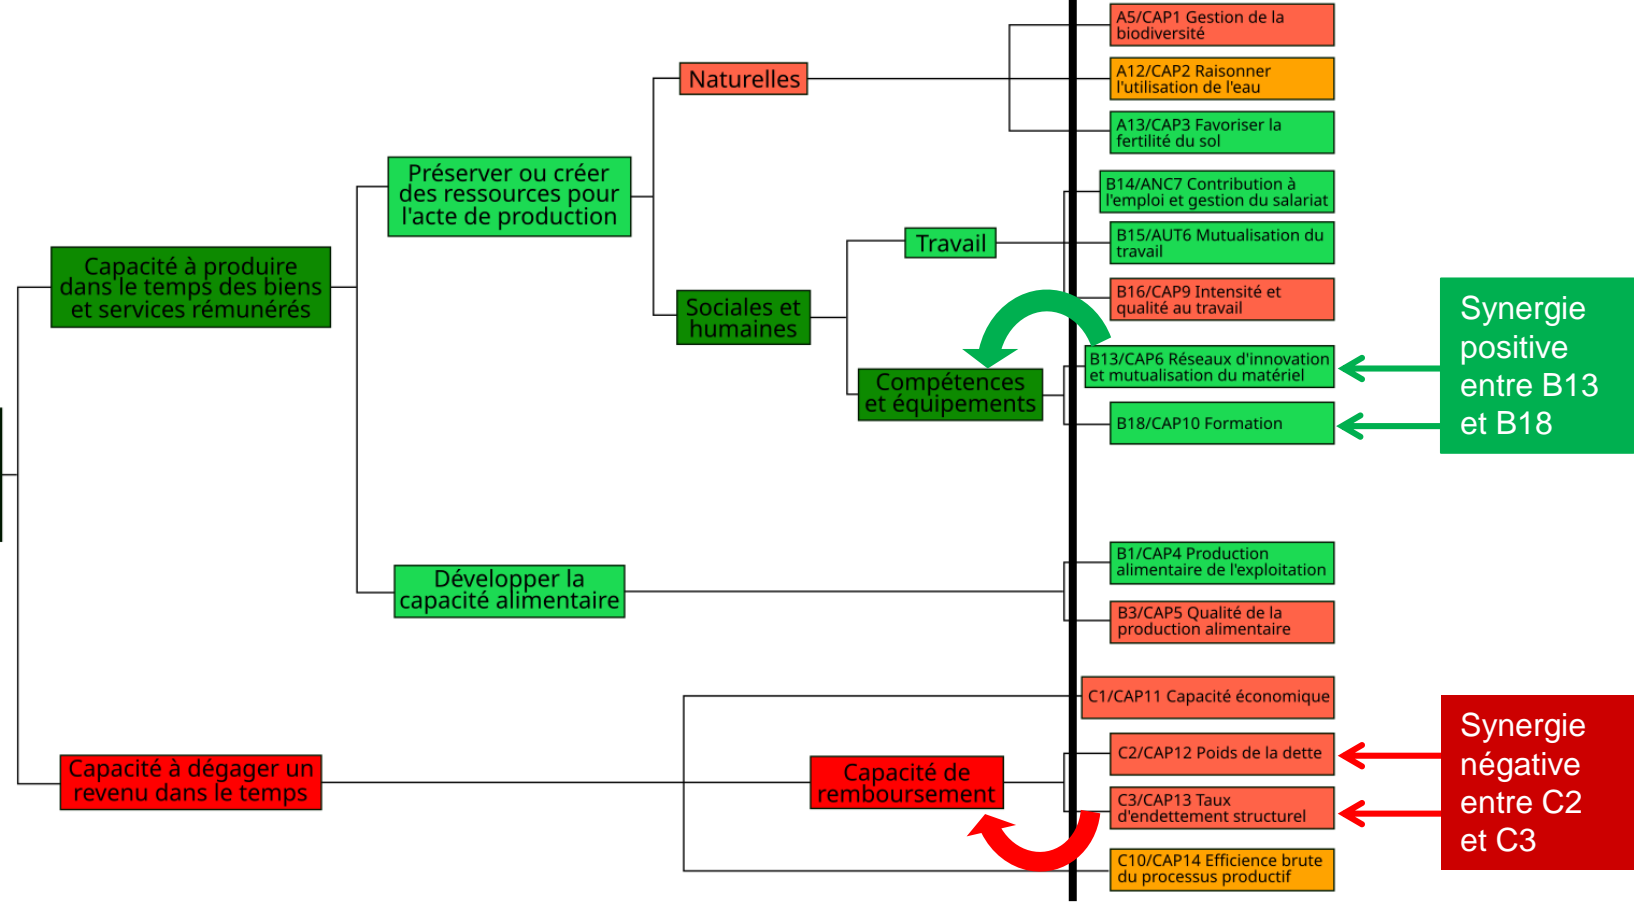 Capacité à produire
dans le temps des biens
et services rémunérés
Préserver ou créer
des ressources pour
l'acte de production
Naturelles
A5/CAP1 Gestion de la
biodiversité
A12/CAP2 Raisonner
l'utilisation de l'eau
A13/CAP3 Favoriser la
fertilité du sol
Sociales et
humaines
Travail
B14/ANC7 Contribution à
l'emploi et gestion du salariat
B15/AUT6 Mutualisation du
travail
B16/CAP9 Intensité et
qualité au travail
Compétences
et équipements
B13/CAP6 Réseaux d'innovation
et mutualisation du matériel
B18/CAP10 Formation
Synergie
positive
entre B13
et B18
Développer la
capacité alimentaire
B1/CAP4 Production
alimentaire de l'exploitation
B3/CAP5 Qualité de la
production alimentaire
Capacité à dégager un
revenu dans le temps
C1/CAP11 Capacité économique
Capacité de
remboursement
C2/CAP12 Poids de la dette
C3/CAP13 Taux
d'endettement structurel
C10/CAP14 Efficience brute
du processus productif
Synergie
négative
entre C2
et C3